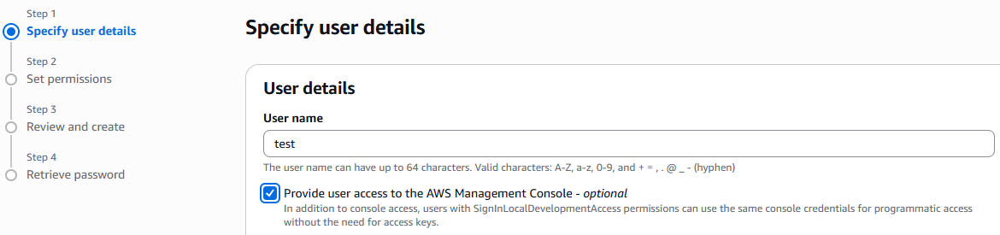 Step 1
Specify user details
Step 2
Set permissions
Step 3
Review and create
Step 4
Retrieve password
Specify user details
User details
User name
test
The user name can have up to 64 characters. Valid characters: A-Z, a-z, 0-9, and + = , . @ _ - (hyphen)
Provide user access to the AWS Management Console - optional
In addition to console access, users with SignInLocalDevelopmentAccess permissions can use the same console credentials for programmatic access
without the need for access keys.